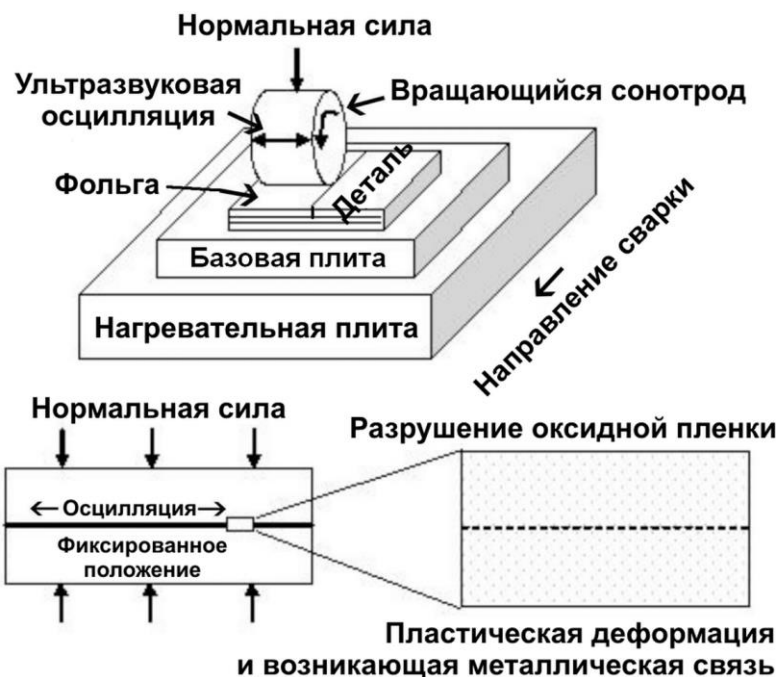 Нормальная сила
Ультразвуковая
осцилляция
Вращающийся сонотрод
Фольга
Деталь
Базовая плита
Нагревательная плита
Направление сварки
Нормальная сила
Разрушение оксидной пленки
Осцилляция
Фиксированное
положение
Пластическая деформация
и возникающая металлическая связь